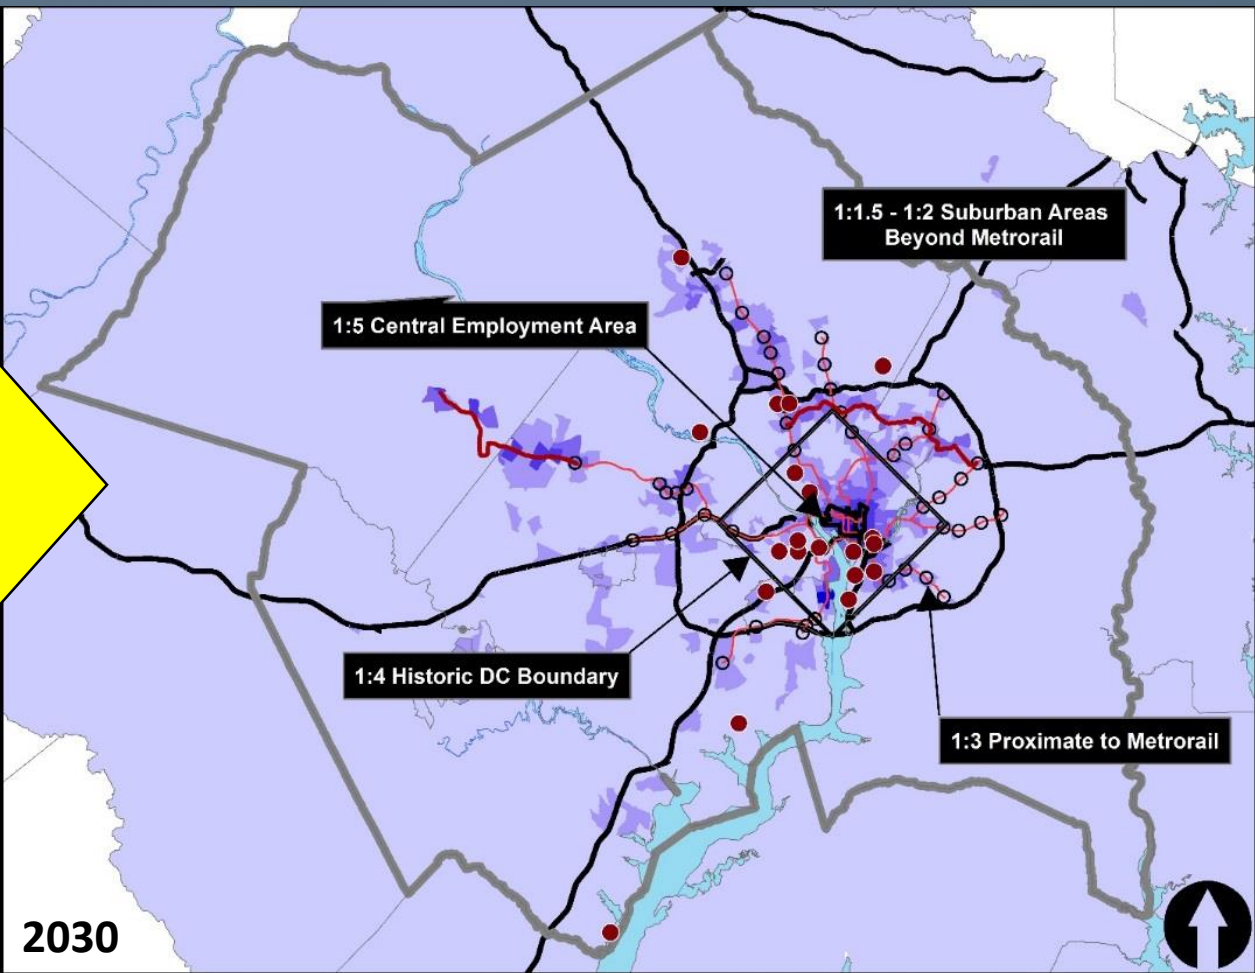 1:1.5 - 1:2 Suburban Areas
Beyond Metrorail
1:5 Central Employment Area
1:4 Historic DC Boundary
1:3 Proximate to Metrorail
2030